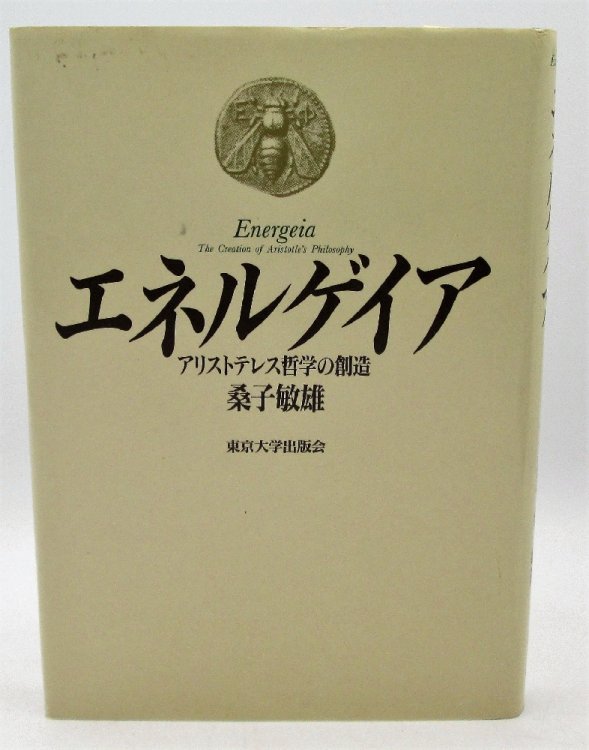 Ε Φ
Energeia
The Creation of Aristotle's Philosophy
エネルゲイア
アリストテレス哲学の創造
桑子敏雄
東京大学出版会